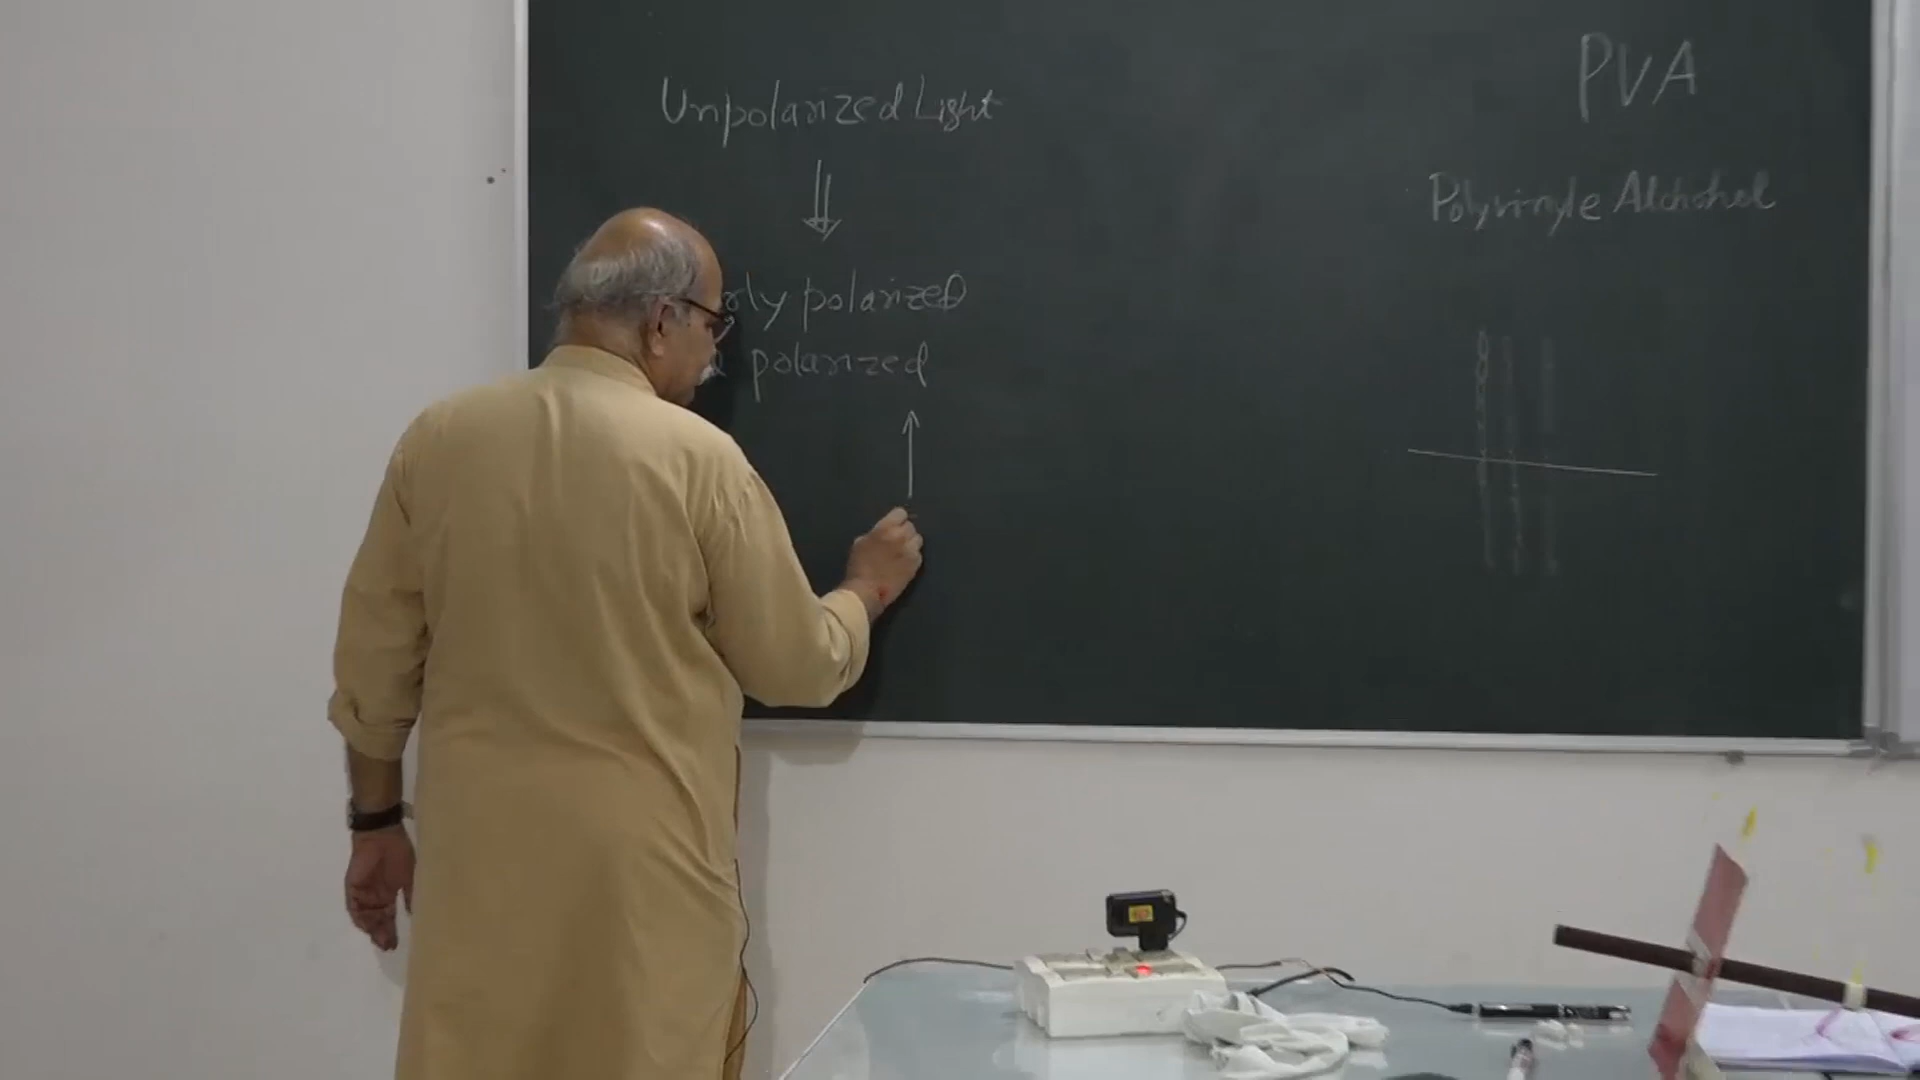 Unpolarized Light
rly polarized
polarized
PVA
Polyvinyle Alchohol